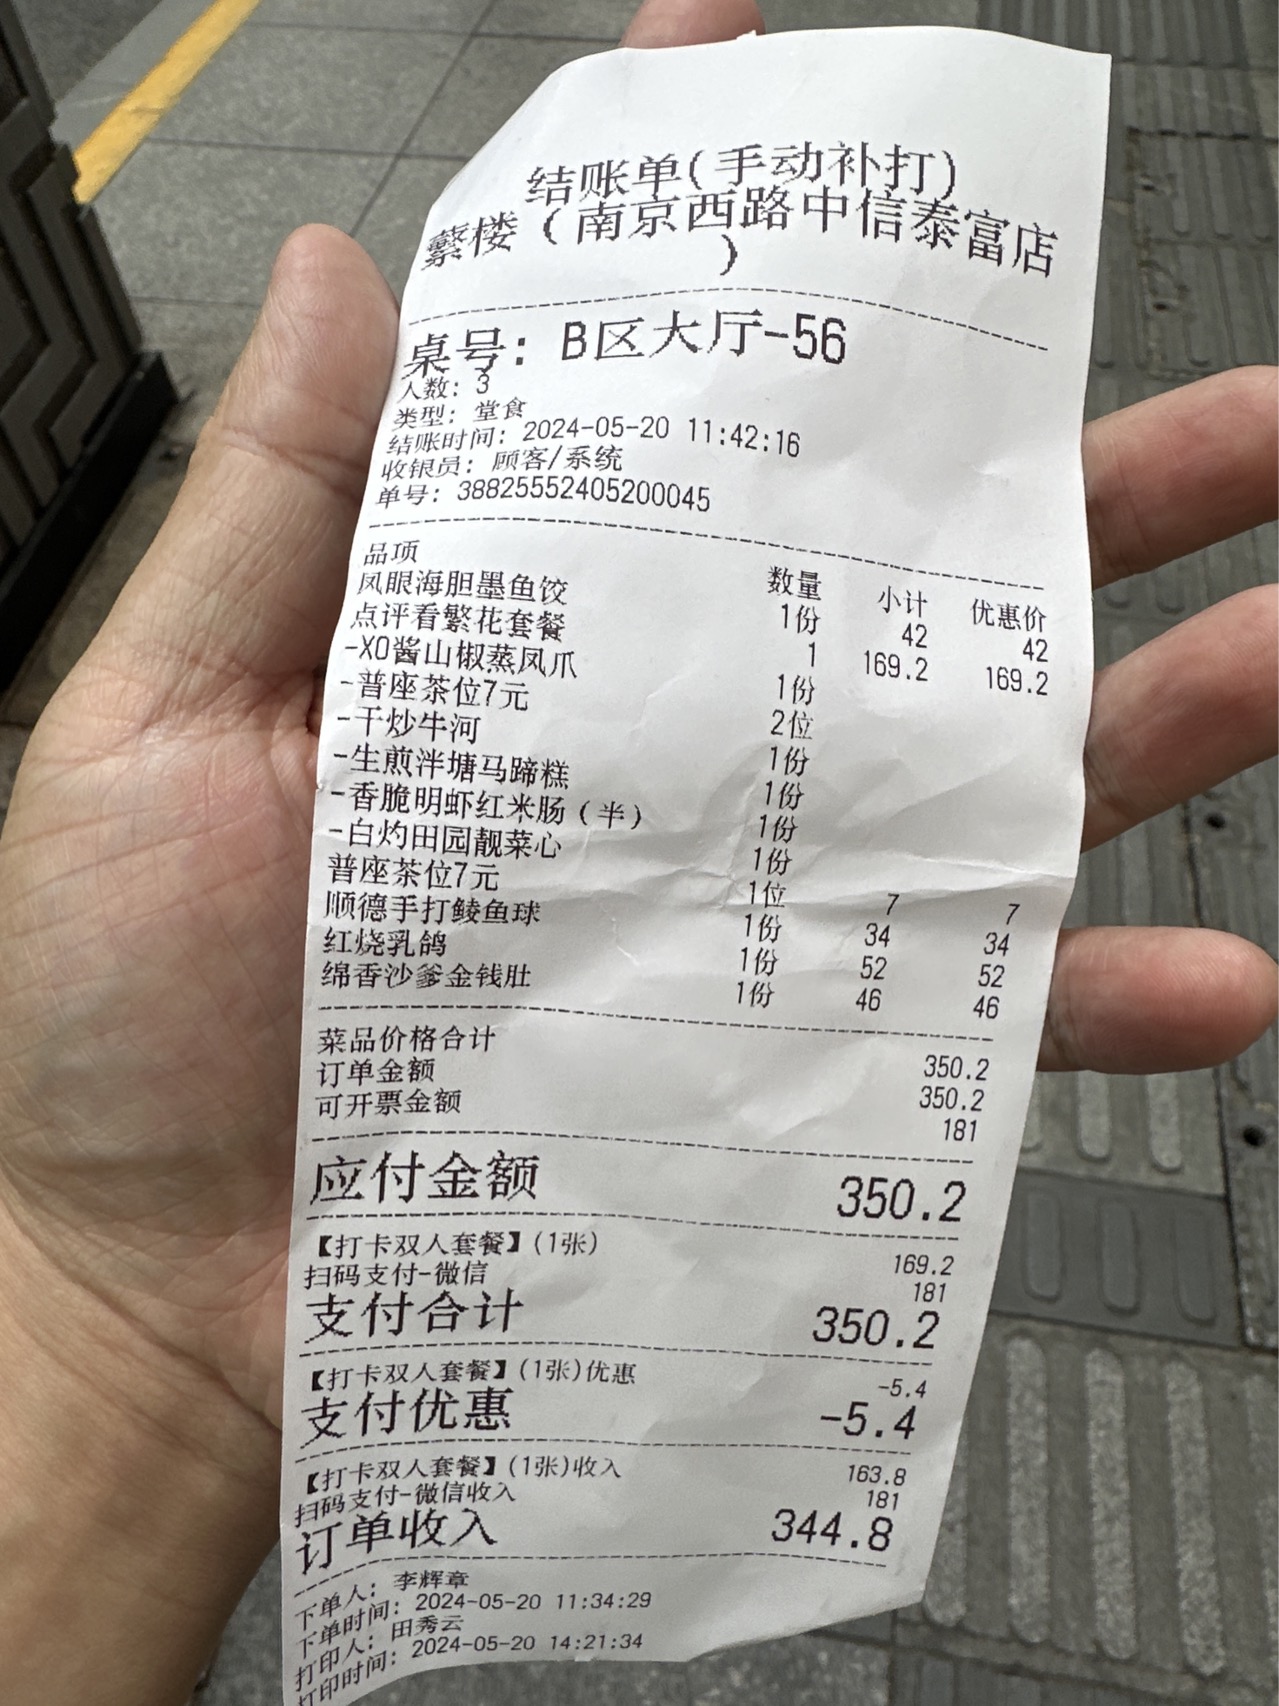 结账单(手动补打)
蘩楼（南京西路中信泰富店
）
桌号: B区大厅-56
人数: 3
类型: 堂食
结账时间: 2024-05-20 11:42:16
收银员: 顾客/系统
单号: 38825552405200045
品项 数量 小计 优惠价
凤眼海胆墨鱼饺 1份 42 42
点评看繁花套餐 1 169.2 169.2
-XO酱山椒蒸凤爪 1份
-普座茶位7元 2位
-干炒牛河 1份
-生煎泮塘马蹄糕 1份
-香脆明虾红米肠（半） 1份
-白灼田园靓菜心 1份
普座茶位7元 1位 7 7
顺德手打鲮鱼球 1份 34 34
红烧乳鸽 1份 52 52
绵香沙爹金钱肚 1份 46 46
菜品价格合计 350.2
订单金额 350.2
可开票金额 181
应付金额 350.2
【打卡双人套餐】(1张) 169.2
扫码支付-微信 181
支付合计 350.2
【打卡双人套餐】(1张)优惠 -5.4
支付优惠 -5.4
【打卡双人套餐】(1张)收入 163.8
扫码支付-微信收入 181
订单收入 344.8
下单人: 李辉章
下单时间: 2024-05-20 11:34:29
打印人: 田秀云
打印时间: 2024-05-20 14:21:34